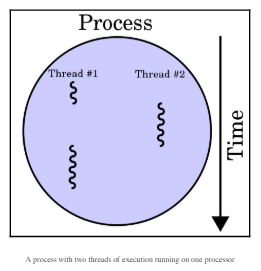 Process
Thread #1
Thread #2
Time
A process with two threads of execution running on one processor